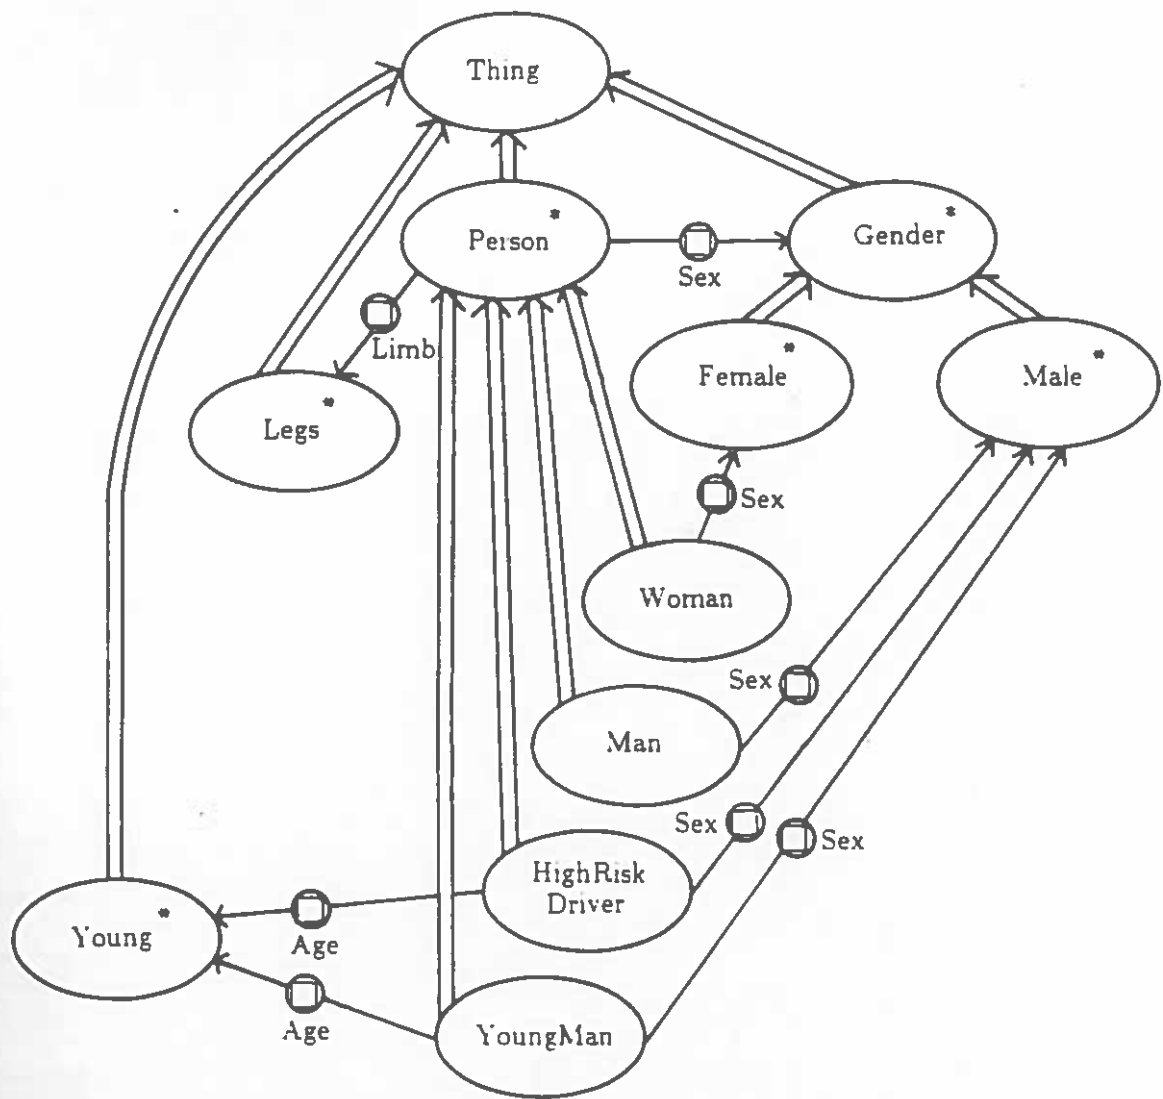 Thing
Person *
Gender *
Sex
Limb
Female *
Male *
Legs *
Sex
Woman
Sex
Man
Sex
Sex
HighRisk
Driver
Young *
Age
Age
YoungMan